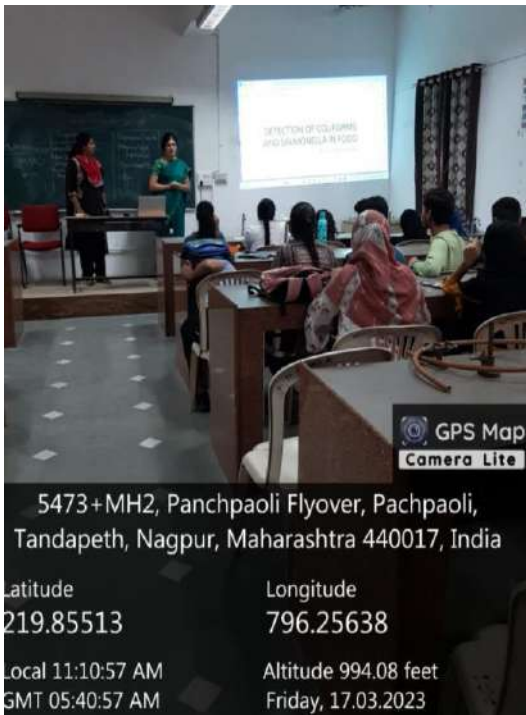 DETECTION OF COLIFORMS
AND SALMONELLA IN FOOD
GPS Map
Camera Lite
5473+MH2, Panchpaoli Flyover, Pachpaoli,
Tandapeth, Nagpur, Maharashtra 440017, India
Latitude
219.85513
Longitude
796.25638
Local 11:10:57 AM
GMT 05:40:57 AM
Altitude 994.08 feet
Friday, 17.03.2023